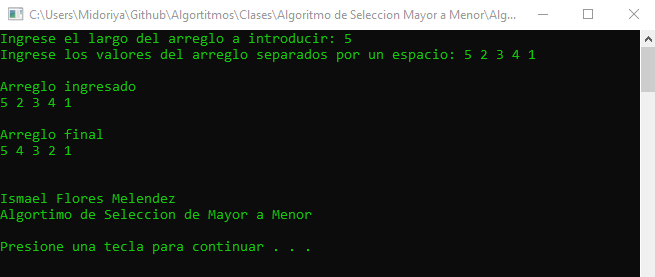 C:\Users\Midoriya\Github\Algortitmos\Clases\Algoritmo de Seleccion Mayor a Menor\Alg...
Ingrese el largo del arreglo a introducir: 5
Ingrese los valores del arreglo separados por un espacio: 5 2 3 4 1
Arreglo ingresado
5 2 3 4 1
Arreglo final
5 4 3 2 1
Ismael Flores Melendez
Algortimo de Seleccion de Mayor a Menor
Presione una tecla para continuar . . .